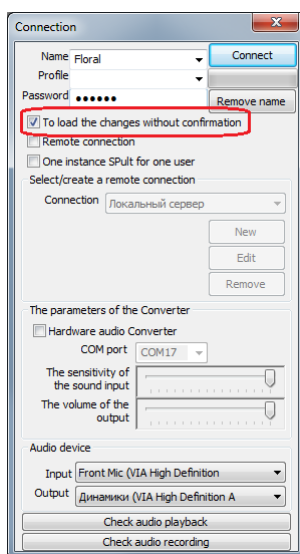 Connection
Name Floral Connect
Profile
Password •••••• Remove name
To load the changes without confirmation
Remote connection
One instance SPult for one user
Select/create a remote connection
Connection Локальный сервер
New
Edit
Remove
The parameters of the Converter
Hardware audio Converter
COM port COM17
The sensitivity of
the sound input
The volume of the
output
Audio device
Input Front Mic (VIA High Definition
Output Динамики (VIA High Definition A
Check audio playback
Check audio recording